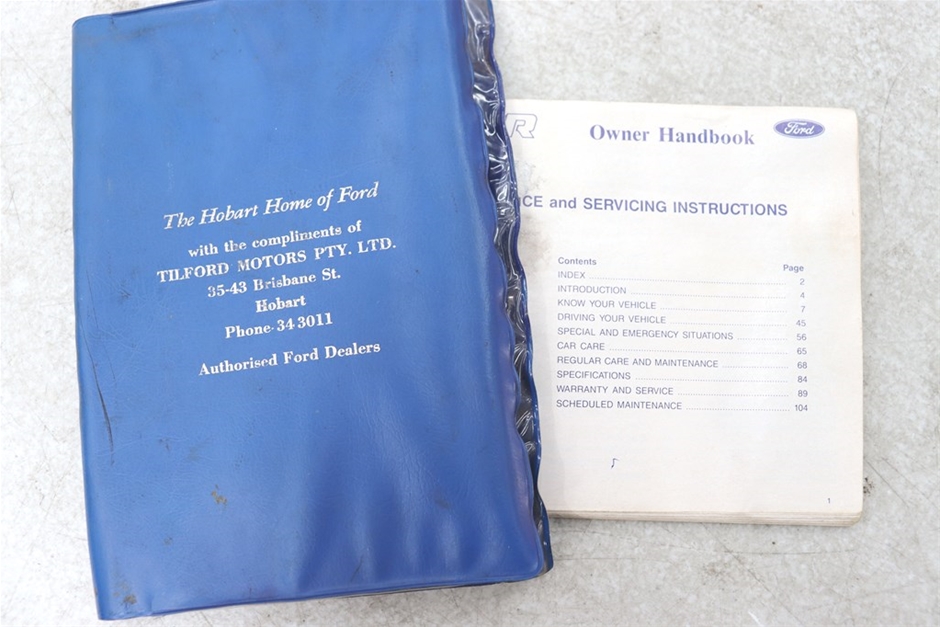 The Hobart Home of Ford
with the compliments of
TILFORD MOTORS PTY. LTD.
35-43 Brisbane St.
Hobart
Phone 34 3011
Authorised Ford Dealers
R
Owner Handbook
Ford
and SERVICING INSTRUCTIONS
Contents Page
INDEX 2
INTRODUCTION 4
KNOW YOUR VEHICLE 7
DRIVING YOUR VEHICLE 45
SPECIAL AND EMERGENCY SITUATIONS 56
CAR CARE 65
REGULAR CARE AND MAINTENANCE 68
SPECIFICATIONS 84
WARRANTY AND SERVICE 89
SCHEDULED MAINTENANCE 104
1